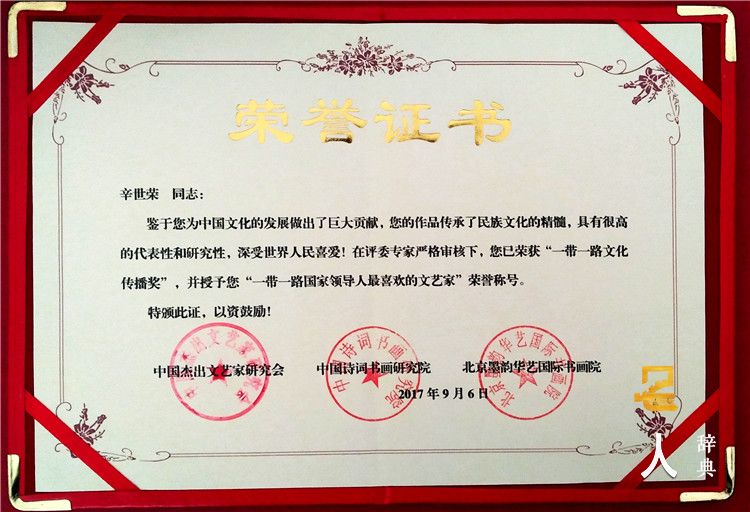 荣誉证书
辛世荣 同志：
鉴于您为中国文化的发展做出了巨大贡献，您的作品传承了民族文化的精髓，具有很高
的代表性和研究性，深受世界人民喜爱！在评委专家严格审核下，您已荣获“一带一路文化
传播奖”，并授予您“一带一路国家领导人最喜欢的文艺家”荣誉称号。
特颁此证，以资鼓励！
中国杰出文艺家研究会 中国诗词书画研究院 北京墨韵华艺国际书画院
2017年9月6日
人 辞典